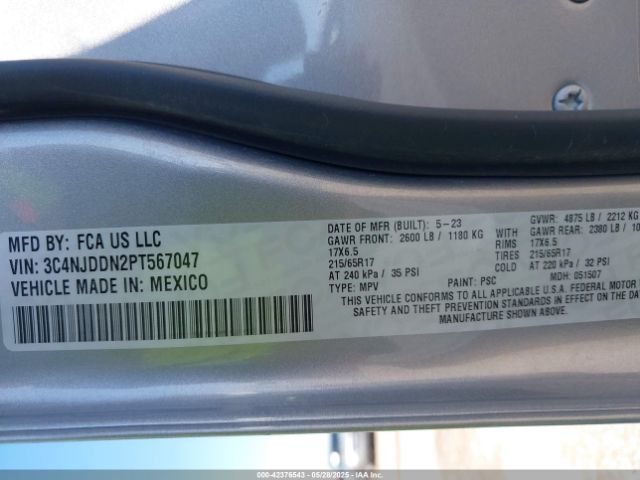 MFD BY: FCA US LLC
VIN: 3C4NJDDN2PT567047
VEHICLE MADE IN: MEXICO
DATE OF MFR (BUILT): 5-23 GVWR: 4875 LB / 2212 KG
GAWR FRONT: 2600 LB / 1180 KG WITH GAWR REAR: 2380 LB / 10
17X6.5 RIMS 17X6.5
215/65R17 TIRES 215/65R17
AT 240 kPa / 35 PSI COLD AT 220 kPa / 32 PSI
TYPE: MPV PAINT: PSC MDH: 051507
THIS VEHICLE CONFORMS TO ALL APPLICABLE U.S.A. FEDERAL MOTOR
SAFETY AND THEFT PREVENTION STANDARDS IN EFFECT ON THE DA
MANUFACTURE SHOWN ABOVE.
000-42376543 05/28/2025 COPYRIGHT IAA